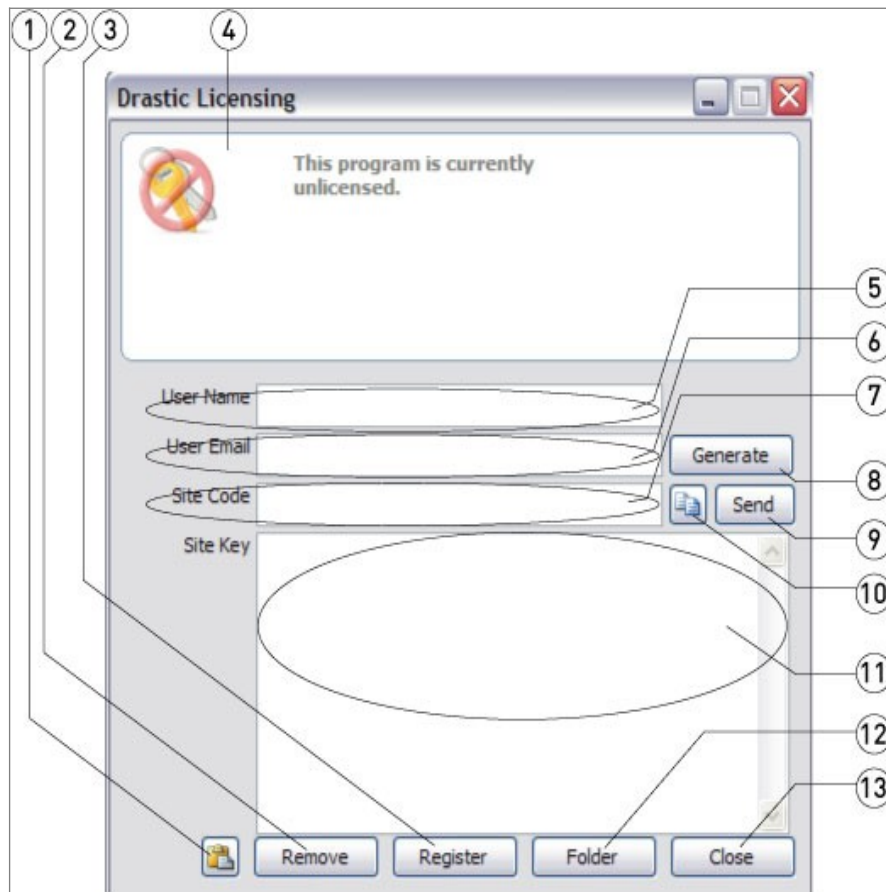 1 2 3 4
Drastic Licensing
This program is currently
unlicensed.
5
6
User Name
7
User Email
Generate
8
Site Code
Send
9
Site Key
10
11
12
13
Remove Register Folder Close